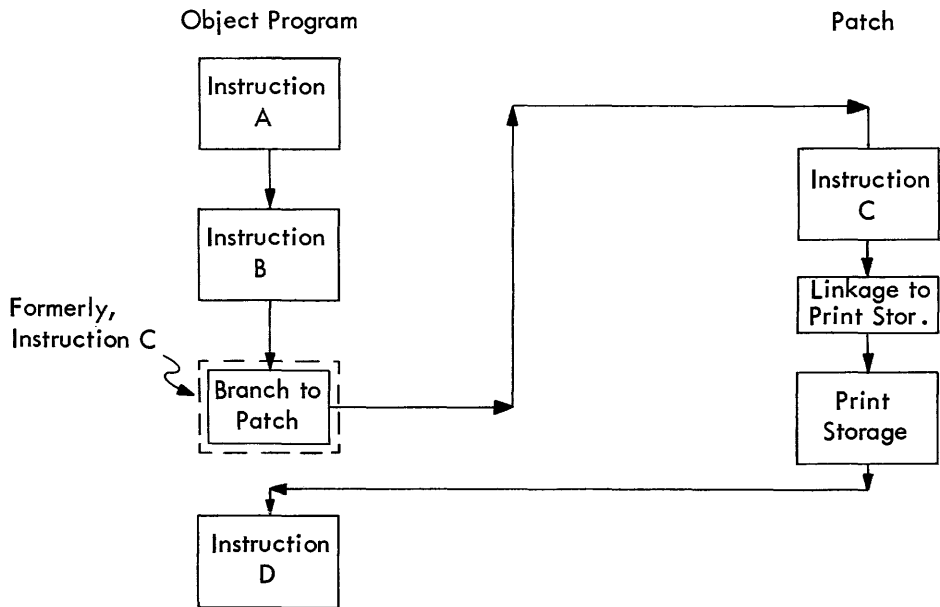 Object Program
Patch
Instruction
A
Instruction
B
Formerly,
Instruction C
Branch to
Patch
Instruction
C
Linkage to
Print Stor.
Print
Storage
Instruction
D